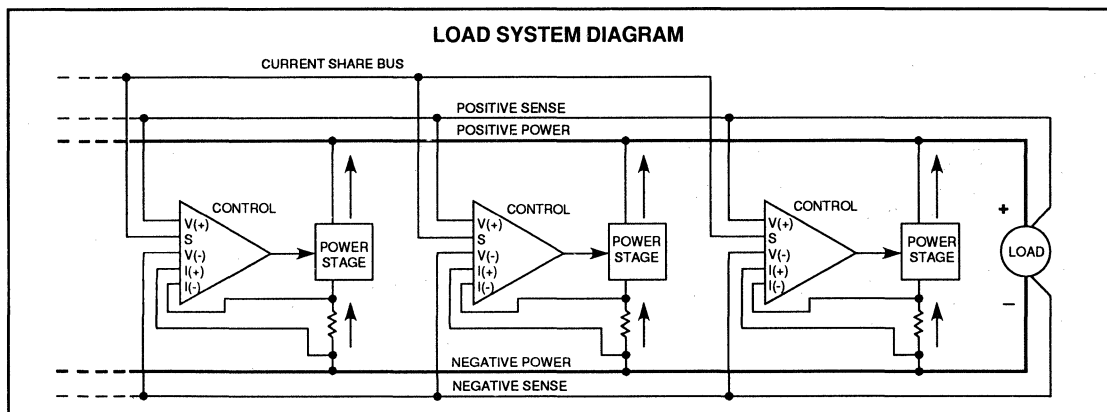 LOAD SYSTEM DIAGRAM
CURRENT SHARE BUS
POSITIVE SENSE
POSITIVE POWER
CONTROL
V(+)
S
V(-)
I(+)
I(-)
POWER
STAGE
CONTROL
V(+)
S
V(-)
I(+)
I(-)
POWER
STAGE
CONTROL
V(+)
S
V(-)
I(+)
I(-)
POWER
STAGE
+
LOAD
−
NEGATIVE POWER
NEGATIVE SENSE